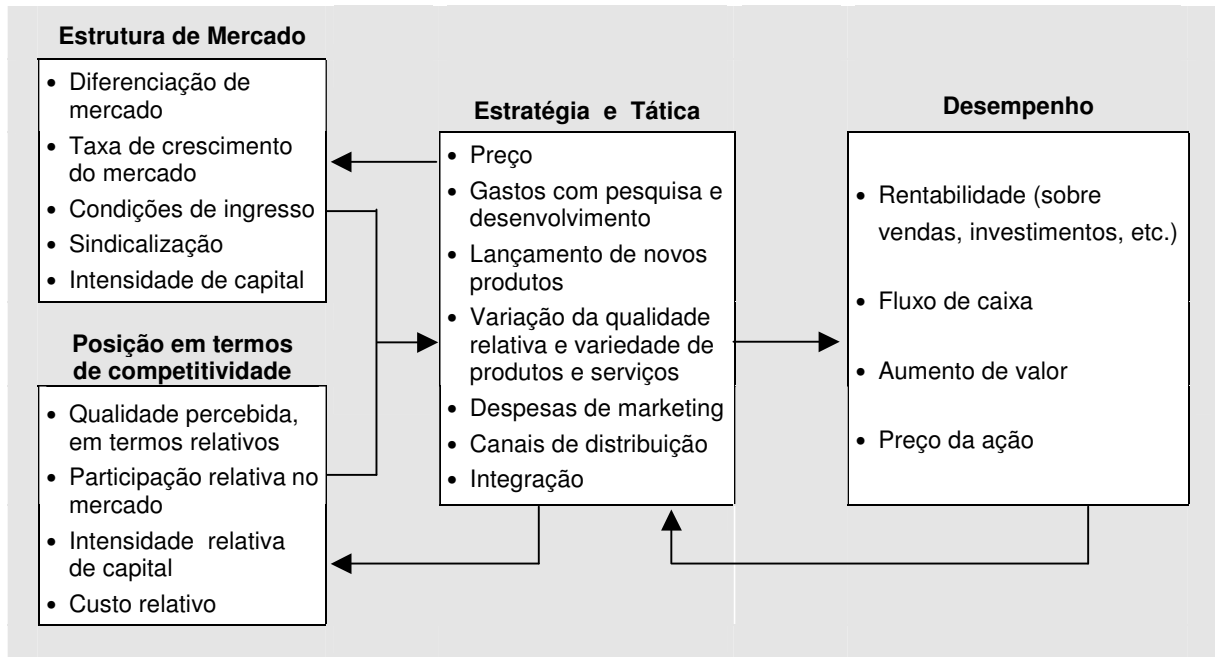 Estrutura de Mercado
• Diferenciação de
mercado
• Taxa de crescimento
do mercado
• Condições de ingresso
• Sindicalização
• Intensidade de capital
Posição em termos
de competitividade
• Qualidade percebida,
em termos relativos
• Participação relativa no
mercado
• Intensidade relativa
de capital
• Custo relativo
Estratégia e Tática
• Preço
• Gastos com pesquisa e
desenvolvimento
• Lançamento de novos
produtos
• Variação da qualidade
relativa e variedade de
produtos e serviços
• Despesas de marketing
• Canais de distribuição
• Integração
Desempenho
• Rentabilidade (sobre
vendas, investimentos, etc.)
• Fluxo de caixa
• Aumento de valor
• Preço da ação